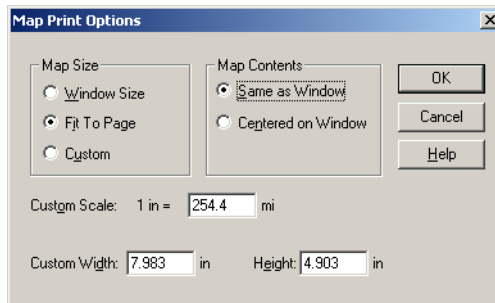 Map Print Options
Map Size
Window Size
Fit To Page
Custom
Map Contents
Same as Window
Centered on Window
OK
Cancel
Help
Custom Scale: 1 in = 254.4 mi
Custom Width: 7.983 in Height: 4.903 in